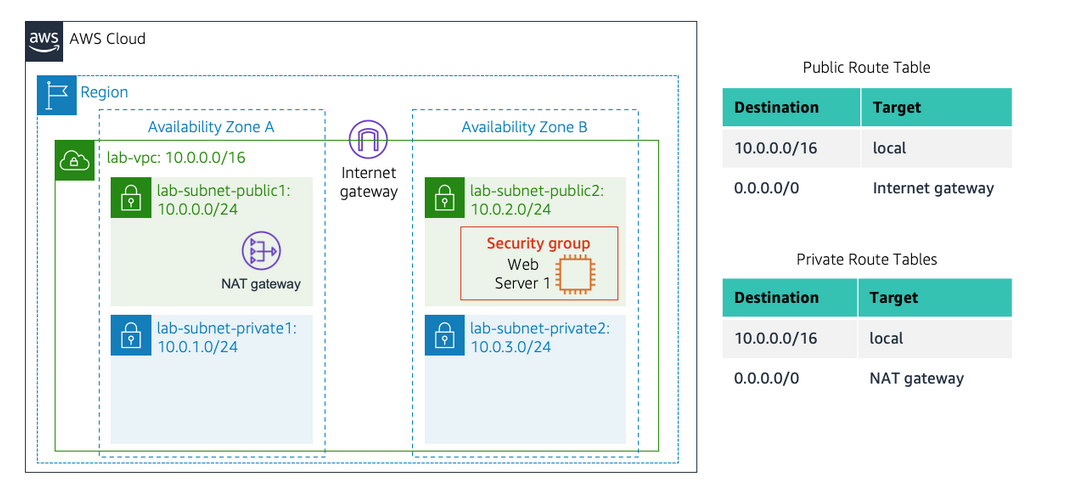 aws
AWS Cloud
Region
Availability Zone A
Availability Zone B
lab-vpc: 10.0.0.0/16
Internet
gateway
lab-subnet-public1:
10.0.0.0/24
NAT gateway
lab-subnet-public2:
10.0.2.0/24
Security group
Web
Server 1
lab-subnet-private1:
10.0.1.0/24
lab-subnet-private2:
10.0.3.0/24
Public Route Table
Destination Target
10.0.0.0/16 local
0.0.0.0/0 Internet gateway
Private Route Tables
Destination Target
10.0.0.0/16 local
0.0.0.0/0 NAT gateway